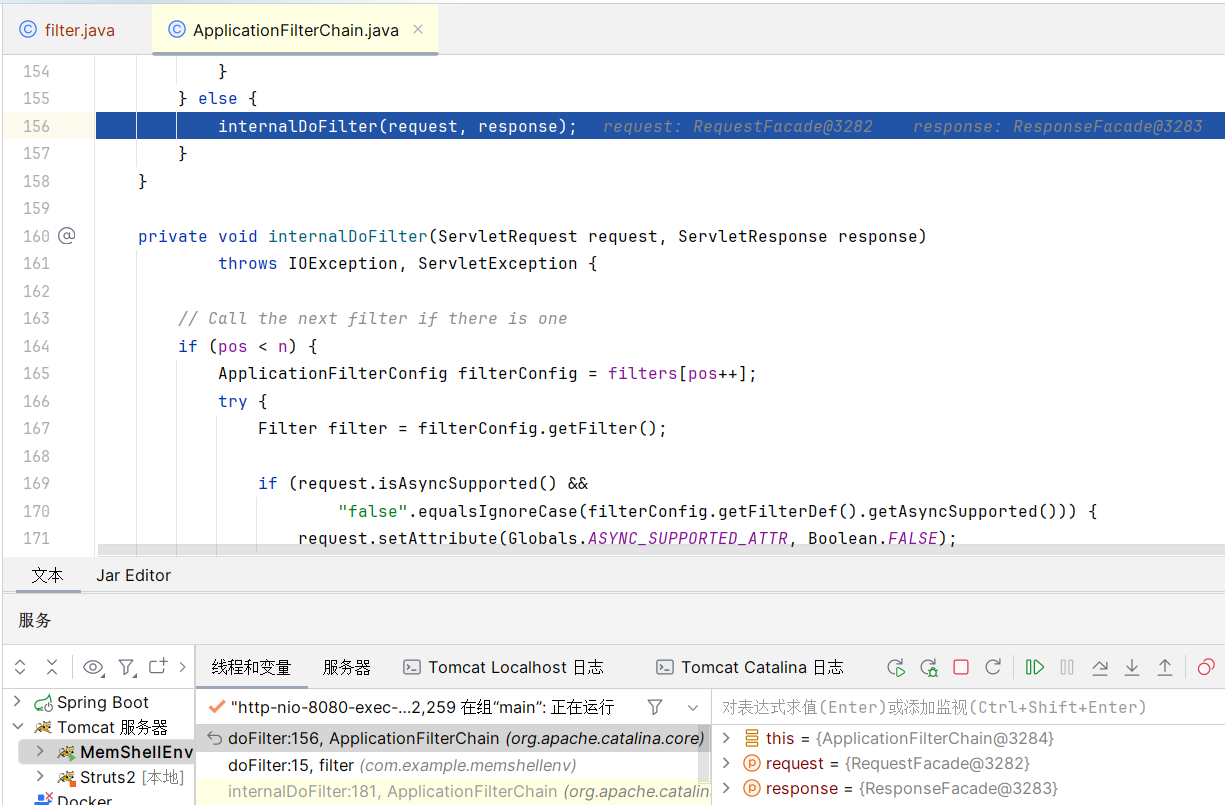 filter.java
ApplicationFilterChain.java
154 }
155 } else {
156 internalDoFilter(request, response); request: RequestFacade@3282 response: ResponseFacade@3283
157 }
158 }
159
160 @ private void internalDoFilter(ServletRequest request, ServletResponse response)
161 throws IOException, ServletException {
162
163 // Call the next filter if there is one
164 if (pos < n) {
165 ApplicationFilterConfig filterConfig = filters[pos++];
166 try {
167 Filter filter = filterConfig.getFilter();
168
169 if (request.isAsyncSupported() &&
170 "false".equalsIgnoreCase(filterConfig.getFilterDef().getAsyncSupported())) {
171 request.setAttribute(Globals.ASYNC_SUPPORTED_ATTR, Boolean.FALSE);
文本 Jar Editor
服务
线程和变量 服务器 Tomcat Localhost 日志 Tomcat Catalina 日志
Spring Boot
Tomcat 服务器
MemShellEnv
Struts2 [本地]
Docker
"http-nio-8080-exec-...2,259 在组“main”: 正在运行
doFilter:156, ApplicationFilterChain (org.apache.catalina.core)
doFilter:15, filter (com.example.memshellenv)
internalDoFilter:181, ApplicationFilterChain (org.apache.catalin
对表达式求值(Enter)或添加监视(Ctrl+Shift+Enter)
this = {ApplicationFilterChain@3284}
request = {RequestFacade@3282}
response = {ResponseFacade@3283}